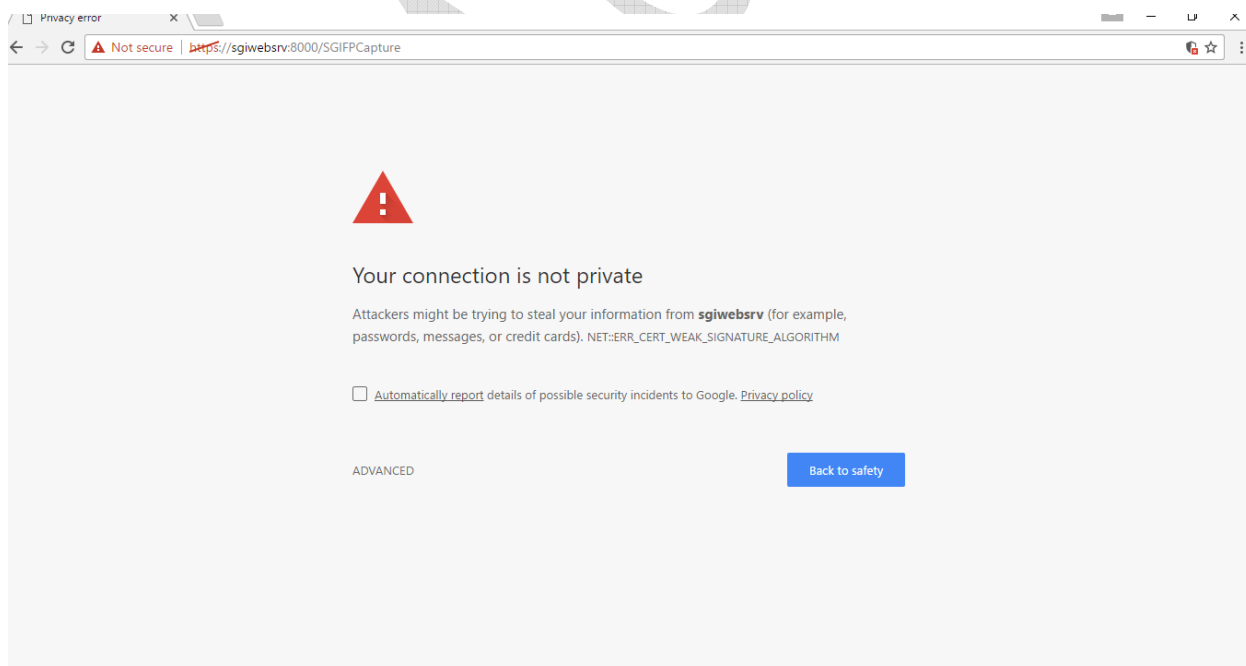 Privacy error
Not secure | https://sgiwebsrv:8000/SGIFPCapture
Your connection is not private
Attackers might be trying to steal your information from sgiwebsrv (for example,
passwords, messages, or credit cards). NET::ERR_CERT_WEAK_SIGNATURE_ALGORITHM
Automatically report details of possible security incidents to Google. Privacy policy
ADVANCED
Back to safety